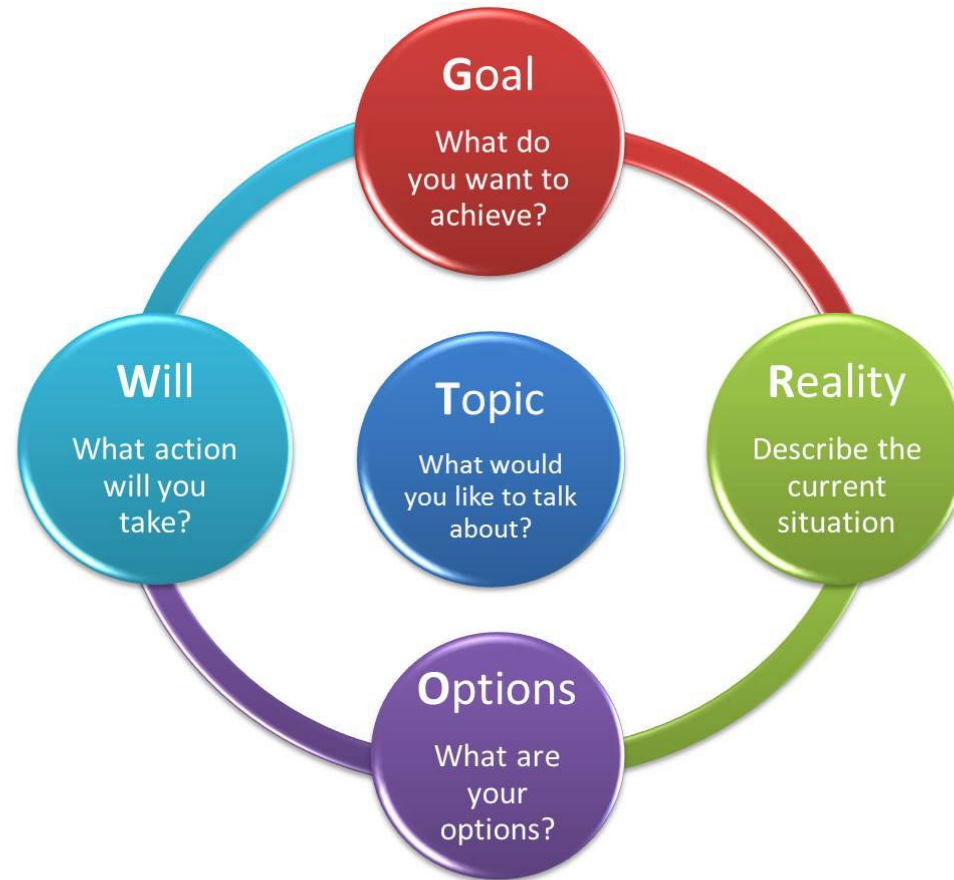 Goal
What do
you want to
achieve?
Will
What action
will you
take?
Topic
What would
you like to talk
about?
Reality
Describe the
current
situation
Options
What are
your
options?